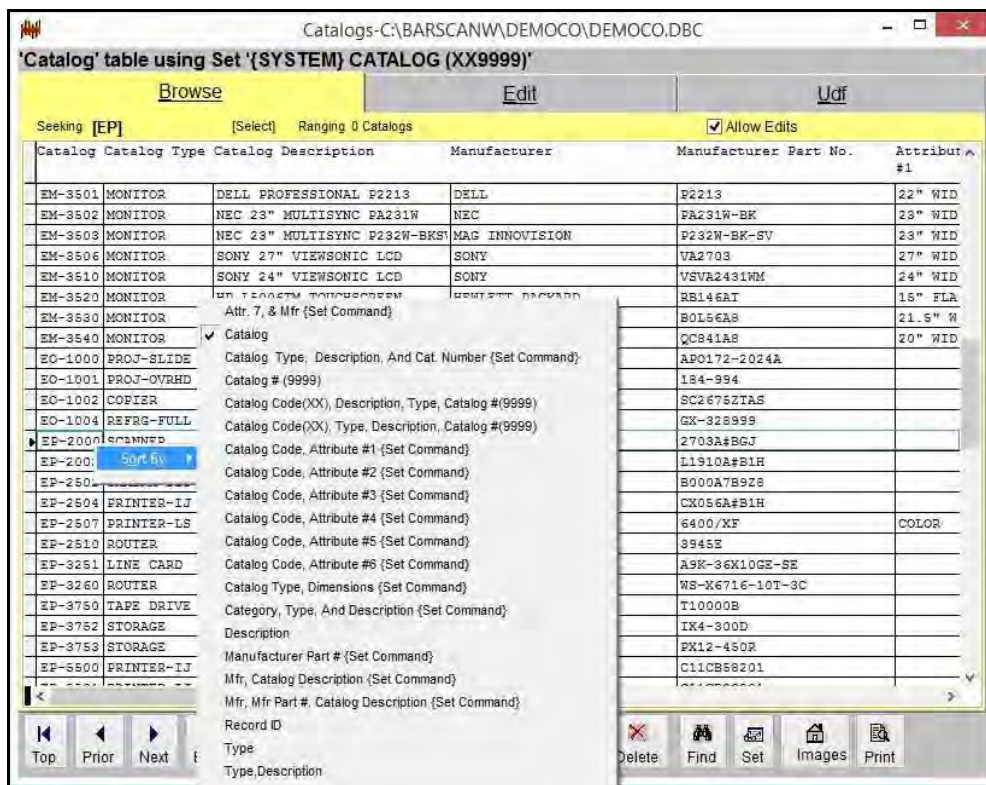 Catalogs-C:\BARSCANW\DEMOCO\DEMOCO.DBC
'Catalog' table using Set '{SYSTEM} CATALOG (XX9999)'
Browse Edit Udf
Seeking [EP] [Select] Ranging 0 Catalogs Allow Edits
Catalog Catalog Type Catalog Description Manufacturer Manufacturer Part No. Attribut
#1
EM-3501 MONITOR DELL PROFESSIONAL P2213 DELL P2213 22" WID
EM-3502 MONITOR NEC 23" MULTISYNC PA231W NEC PA231W-BK 23" WID
EM-3503 MONITOR NEC 23" MULTISYNC P232W-BKSV MAG INNOVISION P232W-BK-SV 23" WID
EM-3506 MONITOR SONY 27" VIEWSONIC LCD SONY VA2703 27" WID
EM-3510 MONITOR SONY 24" VIEWSONIC LCD SONY VSVA2431WM 24" WID
EM-3520 MONITOR HP L5006TM TOUCHSCREEN HEWLETT PACKARD RB146AT 15" FLA
EM-3530 MONITOR B0L56A8 21.5" W
EM-3540 MONITOR QC841A8 20" WID
EO-1000 PROJ-SLIDE AP0172-2024A
EO-1001 PROJ-OVRHD 184-994
EO-1002 COPIER SC2675ZTAS
EO-1004 REFRG-FULL GX-328999
EP-2000 SCANNER 2703A#BGJ
EP-200 L1910A#B1H
EP-250 B000A7B9Z8
EP-2504 PRINTER-IJ CX056A#B1H
EP-2507 PRINTER-LS 6400/XF COLOR
EP-2510 ROUTER 3945E
EP-3251 LINE CARD A9K-36X10GE-SE
EP-3260 ROUTER WS-X6716-10T-3C
EP-3750 TAPE DRIVE T10000B
EP-3752 STORAGE IX4-300D
EP-3753 STORAGE PX12-450R
EP-5500 PRINTER-IJ C11CB58201
Sort By
Attr. 7, & Mfr {Set Command}
Catalog
Catalog Type, Description, And Cat. Number {Set Command}
Catalog # (9999)
Catalog Code(XX), Description, Type, Catalog #(9999)
Catalog Code(XX), Type, Description, Catalog #(9999)
Catalog Code, Attribute #1 {Set Command}
Catalog Code, Attribute #2 {Set Command}
Catalog Code, Attribute #3 {Set Command}
Catalog Code, Attribute #4 {Set Command}
Catalog Code, Attribute #5 {Set Command}
Catalog Code, Attribute #6 {Set Command}
Catalog Type, Dimensions {Set Command}
Category, Type, And Description {Set Command}
Description
Manufacturer Part # {Set Command}
Mfr, Catalog Description {Set Command}
Mfr, Mfr Part #, Catalog Description {Set Command}
Record ID
Type
Type,Description
Top Prior Next Delete Find Set Images Print